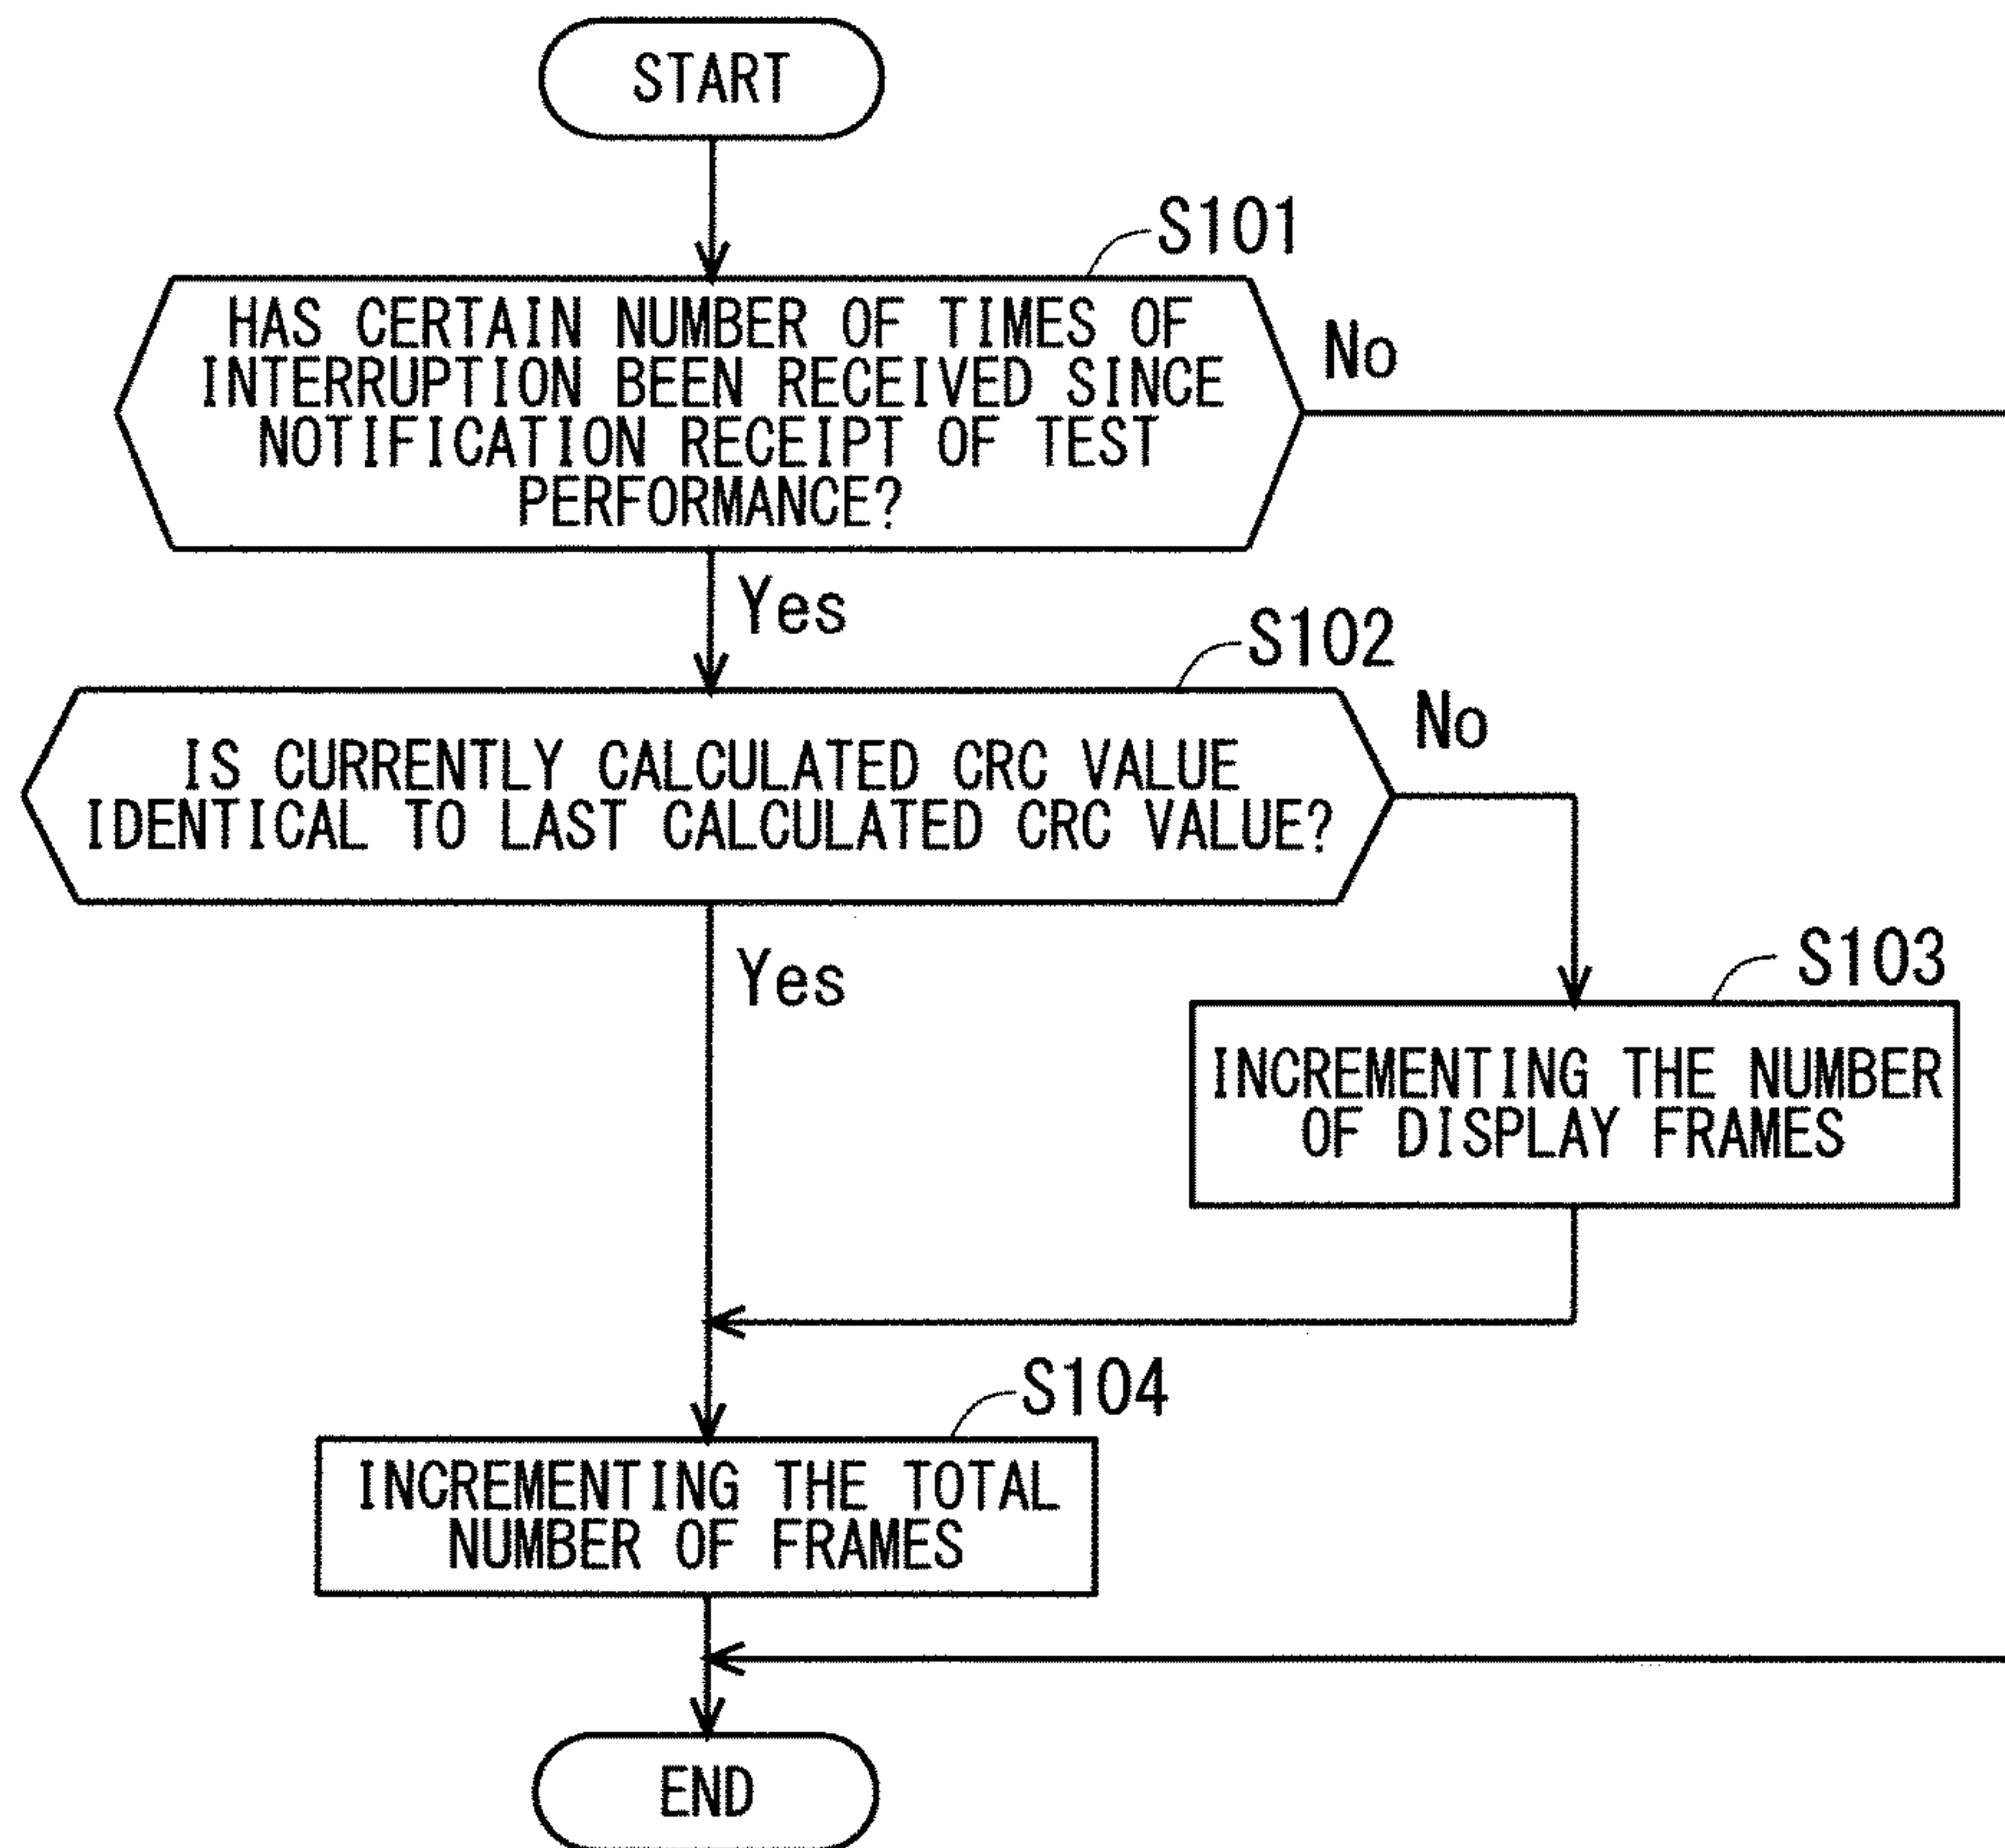 START
S101
HAS CERTAIN NUMBER OF TIMES OF
INTERRUPTION BEEN RECEIVED SINCE
NOTIFICATION RECEIPT OF TEST
PERFORMANCE?
No
Yes
S102
IS CURRENTLY CALCULATED CRC VALUE
IDENTICAL TO LAST CALCULATED CRC VALUE?
No
Yes
S103
INCREMENTING THE NUMBER
OF DISPLAY FRAMES
S104
INCREMENTING THE TOTAL
NUMBER OF FRAMES
END